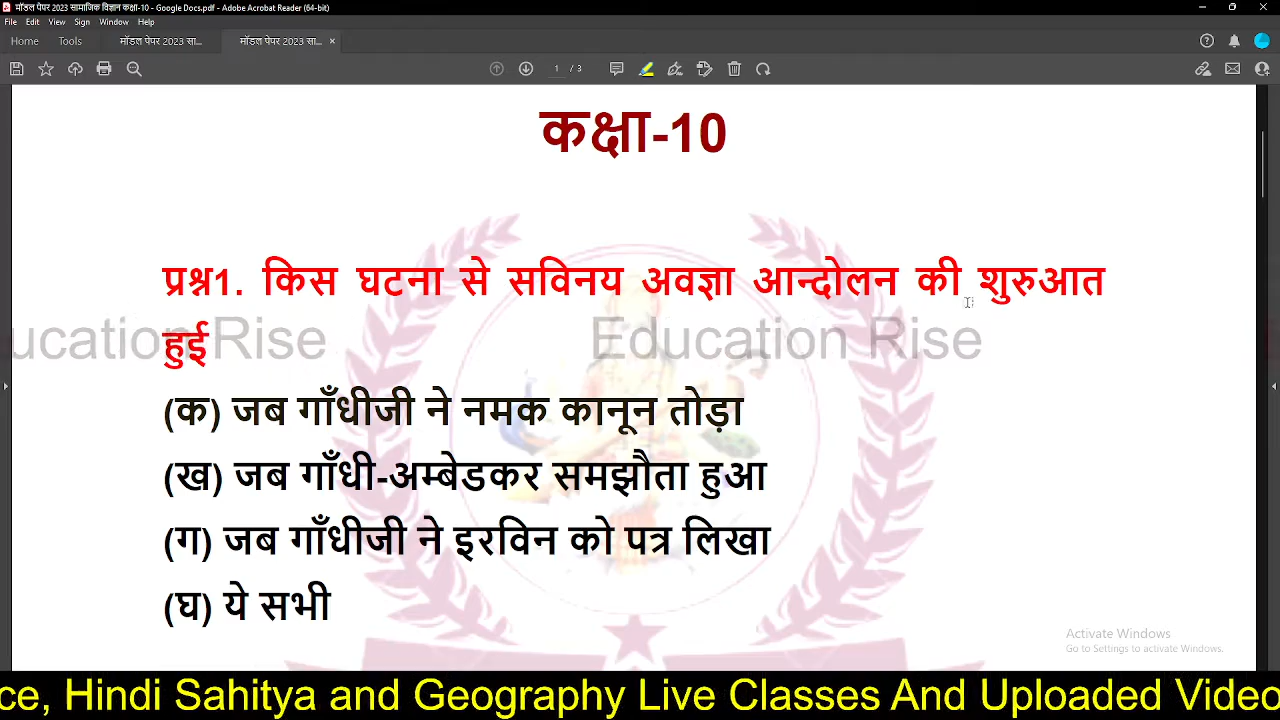 मॉडल पेपर 2023 सामाजिक विज्ञान कक्षा-10 - Google Docs.pdf - Adobe Acrobat Reader (64-bit)
File Edit View Sign Window Help
Home Tools मॉडल पेपर 2023 सा... मॉडल पेपर 2023 सा... ×
1 / 3
कक्षा-10
प्रश्न1. किस घटना से सविनय अवज्ञा आन्दोलन की शुरुआत
हुई
ucation Rise Education Rise
(क) जब गाँधीजी ने नमक कानून तोड़ा
(ख) जब गाँधी-अम्बेडकर समझौता हुआ
(ग) जब गाँधीजी ने इरविन को पत्र लिखा
(घ) ये सभी
Activate Windows
Go to Settings to activate Windows.
ce, Hindi Sahitya and Geography Live Classes And Uploaded Video